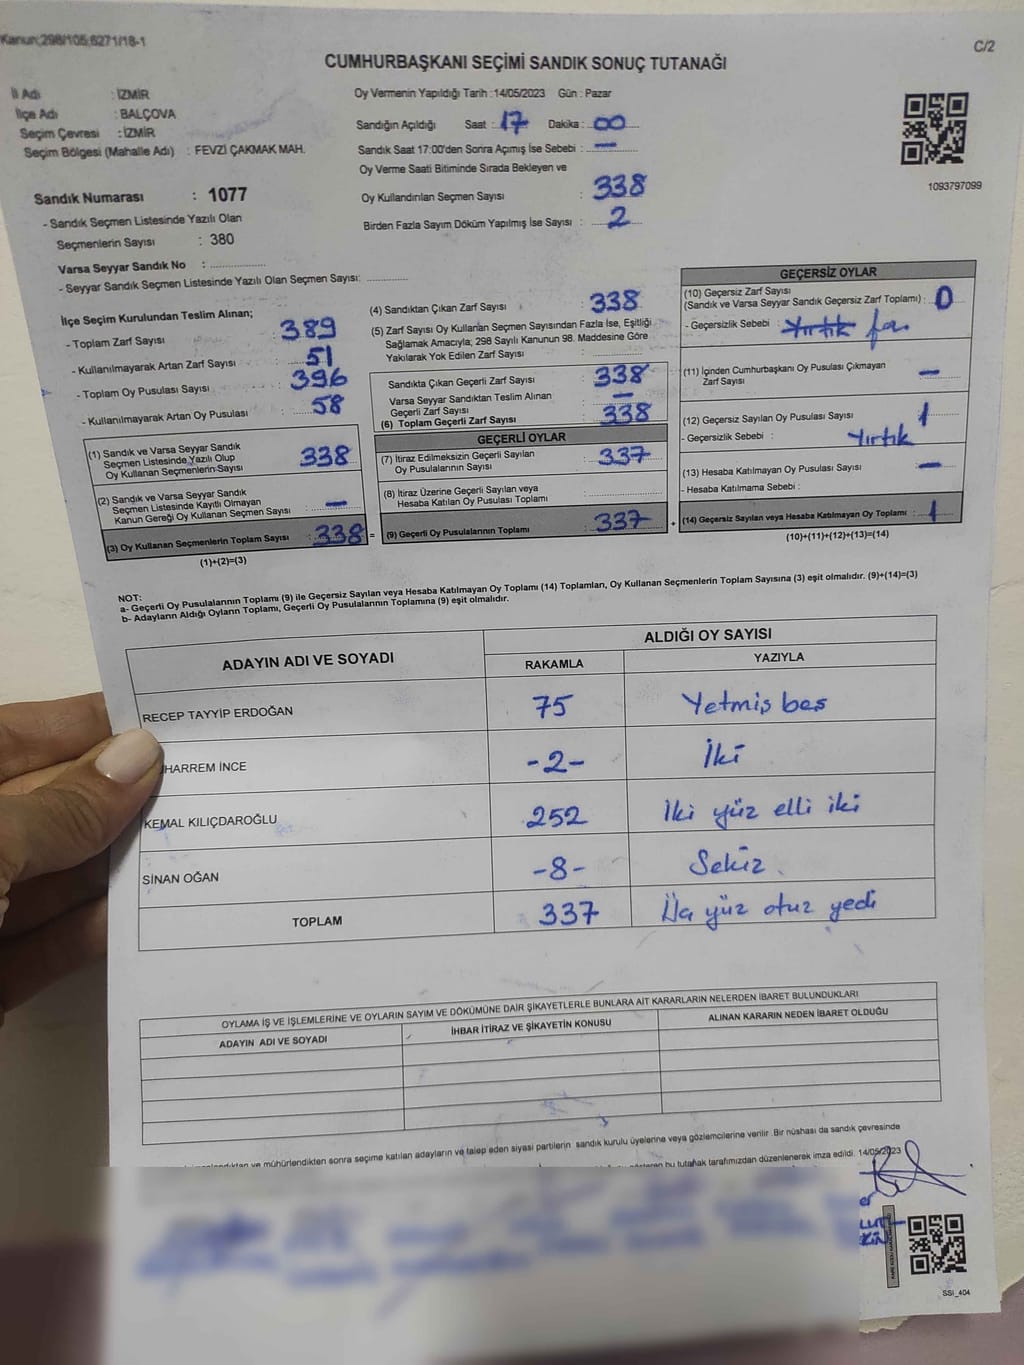 Kanun;298/105;6271/18-1
C/2
CUMHURBAŞKANI SEÇİMİ SANDIK SONUÇ TUTANAĞI
İl Adı : İZMİR
İlçe Adı : BALÇOVA
Seçim Çevresi : İZMİR
Seçim Bölgesi (Mahalle Adı) : FEVZİ ÇAKMAK MAH.
Sandık Numarası : 1077
- Sandık Seçmen Listesinde Yazılı Olan
Seçmenlerin Sayısı : 380
Varsa Seyyar Sandık No : ................
- Seyyar Sandık Seçmen Listesinde Yazılı Olan Seçmen Sayısı: ............
Oy Vermenin Yapıldığı Tarih :14/05/2023 Gün : Pazar
Sandığın Açıldığı Saat : 17 Dakika : 00
Sandık Saat 17:00'den Sonra Açımış İse Sebebi : —
Oy Verme Saati Bitiminde Sırada Bekleyen ve
Oy Kullandırılan Seçmen Sayısı : 338
Birden Fazla Sayım Döküm Yapılmış İse Sayısı : 2
1093797099
İlçe Seçim Kurulundan Teslim Alınan;
- Toplam Zarf Sayısı : 389
- Kullanılmayarak Artan Zarf Sayısı : 51
- Toplam Oy Pusulası Sayısı : 396
- Kullanılmayarak Artan Oy Pusulası : 58
(1) Sandık ve Varsa Seyyar Sandık
Seçmen Listesinde Yazılı Olup
Oy Kullanan Seçmenlerin Sayısı 338
(2) Sandık ve Varsa Seyyar Sandık
Seçmen Listesinde Kayıtlı Olmayan
Kanun Gereği Oy Kullanan Seçmen Sayısı : —
(3) Oy Kullanan Seçmenlerin Toplam Sayısı : 338 =
(1)+(2)=(3)
(4) Sandıktan Çıkan Zarf Sayısı : 338
(5) Zarf Sayısı Oy Kullanan Seçmen Sayısından Fazla İse, Eşitliği
Sağlamak Amacıyla; 298 Sayılı Kanunun 98. Maddesine Göre
Yakılarak Yok Edilen Zarf Sayısı : ................
Sandıkta Çıkan Geçerli Zarf Sayısı : 338
Varsa Seyyar Sandıktan Teslim Alınan
Geçerli Zarf Sayısı : —
(6) Toplam Geçerli Zarf Sayısı : 338
GEÇERLİ OYLAR
(7) İtiraz Edilmeksizin Geçerli Sayılan
Oy Pusulalarının Sayısı : 337
(8) İtiraz Üzerine Geçerli Sayılan veya
Hesaba Katılan Oy Pusulası Toplamı : ................
(9) Geçerli Oy Pusulalarının Toplamı : 337 +
GEÇERSİZ OYLAR
(10) Geçersiz Zarf Sayısı
(Sandık ve Varsa Seyyar Sandık Geçersiz Zarf Toplamı) : 0
- Geçersizlik Sebebi : Yırtık
(11) İçinden Cumhurbaşkanı Oy Pusulası Çıkmayan
Zarf Sayısı : —
(12) Geçersiz Sayılan Oy Pusulası Sayısı : 1
- Geçersizlik Sebebi : Yırtık
(13) Hesaba Katılmayan Oy Pusulası Sayısı : —
- Hesaba Katılmama Sebebi :
(14) Geçersiz Sayılan veya Hesaba Katılmayan Oy Toplamı : 1
(10)+(11)+(12)+(13)=(14)
NOT:
a- Geçerli Oy Pusulalarının Toplamı (9) ile Geçersiz Sayılan veya Hesaba Katılmayan Oy Toplamı (14) Toplamları, Oy Kullanan Seçmenlerin Toplam Sayısına (3) eşit olmalıdır. (9)+(14)=(3)
b- Adayların Aldığı Oyların Toplamı, Geçerli Oy Pusulalarının Toplamına (9) eşit olmalıdır.
ADAYIN ADI VE SOYADI ALDIĞI OY SAYISI
RAKAMLA YAZIYLA
RECEP TAYYİP ERDOĞAN 75 Yetmiş beş
HARREM İNCE -2- İki
KEMAL KILIÇDAROĞLU 252 İki yüz elli iki
SİNAN OĞAN -8- Sekiz
TOPLAM 337 yüz otuz yedi
OYLAMA İŞ VE İŞLEMLERİNE VE OYLARIN SAYIM VE DÖKÜMÜNE DAİR ŞİKAYETLERLE BUNLARA AİT KARARLARIN NELERDEN İBARET BULUNDUKLARI
ADAYIN ADI VE SOYADI İHBAR İTİRAZ VE ŞİKAYETİN KONUSU ALINAN KARARIN NEDEN İBARET OLDUĞU
ve mühürlendikten sonra seçime katılan adayların ve talep eden siyasi partilerin sandık kurulu üyelerine veya gözlemcilerine verilir .Bir nüshası da sandık çevresinde
bu tutanak tarafımızdan düzenlenerek imza edildi. 14/05/2023
SSI_404